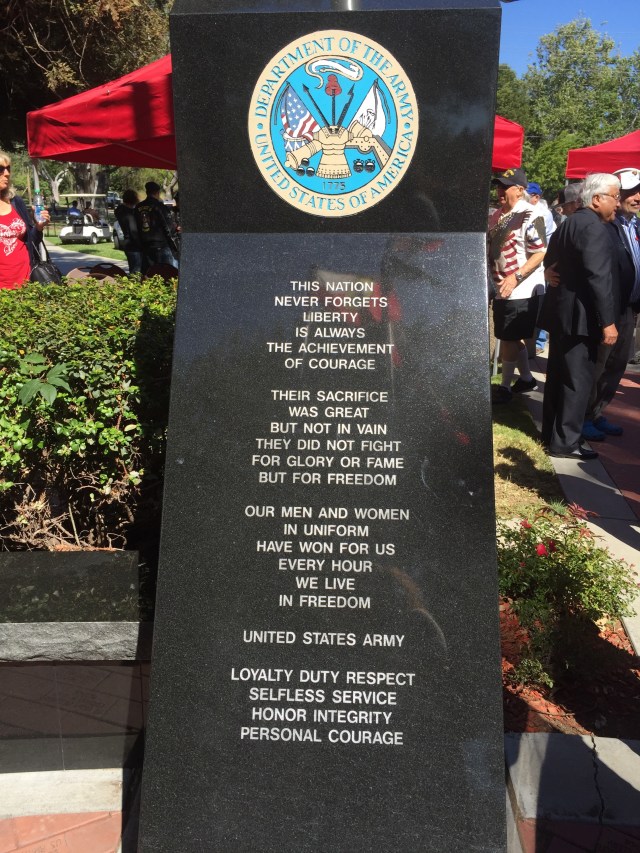 DEPARTMENT OF THE ARMY
UNITED STATES OF AMERICA
1775
THIS NATION
NEVER FORGETS
LIBERTY
IS ALWAYS
THE ACHIEVEMENT
OF COURAGE
THEIR SACRIFICE
WAS GREAT
BUT NOT IN VAIN
THEY DID NOT FIGHT
FOR GLORY OR FAME
BUT FOR FREEDOM
OUR MEN AND WOMEN
IN UNIFORM
HAVE WON FOR US
EVERY HOUR
WE LIVE
IN FREEDOM
UNITED STATES ARMY
LOYALTY DUTY RESPECT
SELFLESS SERVICE
HONOR INTEGRITY
PERSONAL COURAGE